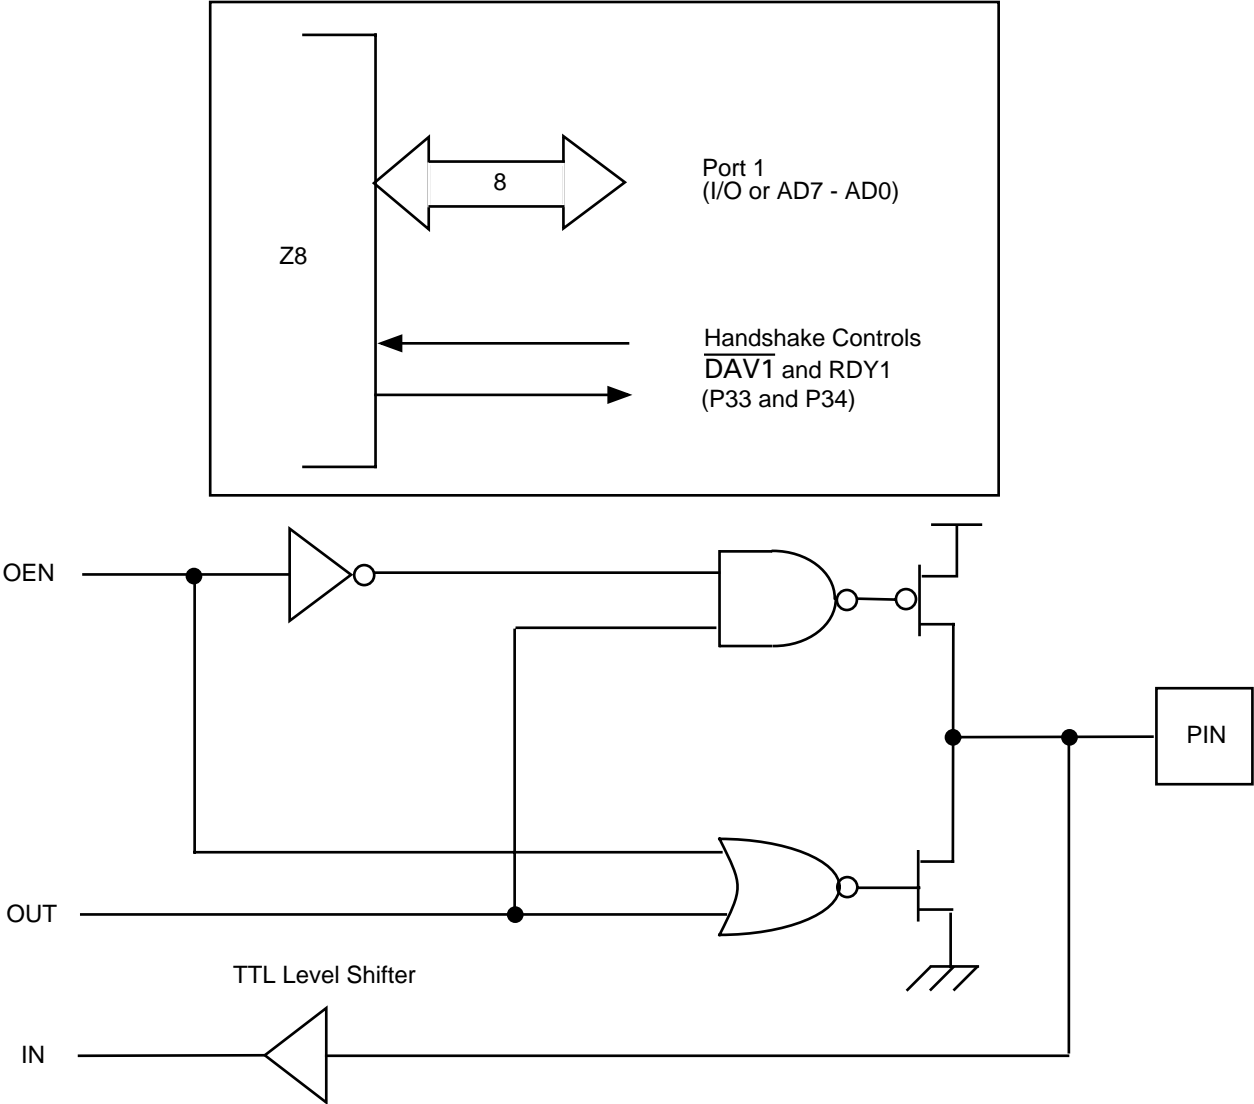 Port 1
(I/O or AD7 - AD0)
8
Z8
Handshake Controls
DAV1 and RDY1
(P33 and P34)
OEN
PIN
OUT
TTL Level Shifter
IN